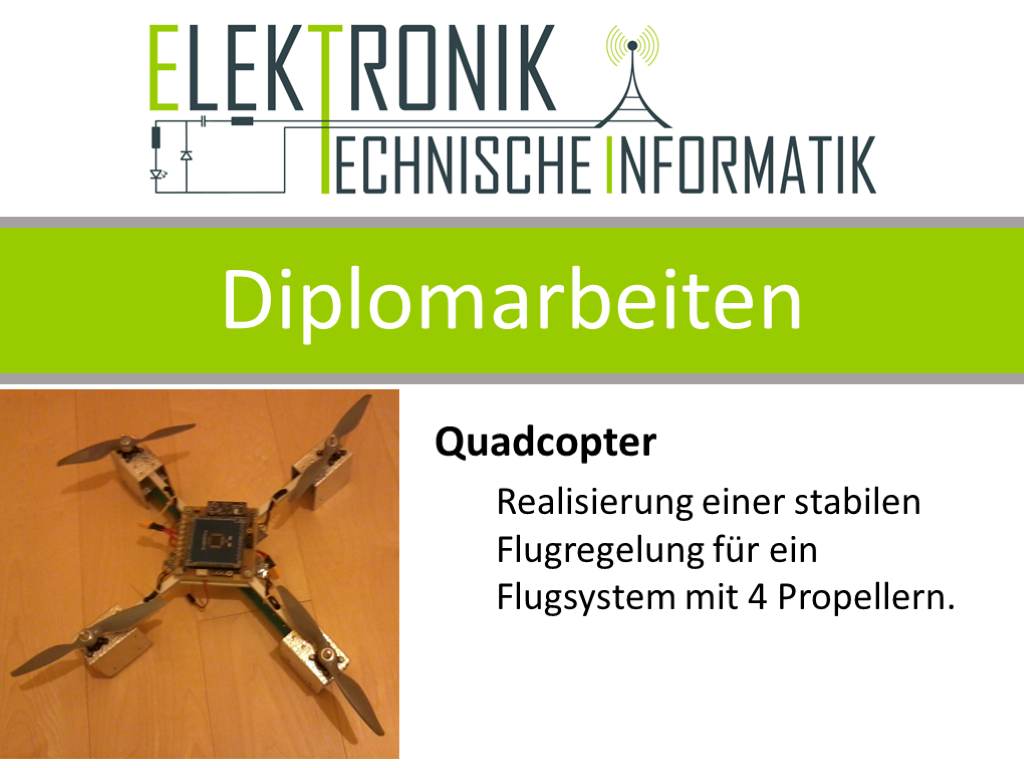 ELEKTRONIK
TECHNISCHE INFORMATIK
Diplomarbeiten
Quadcopter
Realisierung einer stabilen
Flugregelung für ein
Flugsystem mit 4 Propellern.